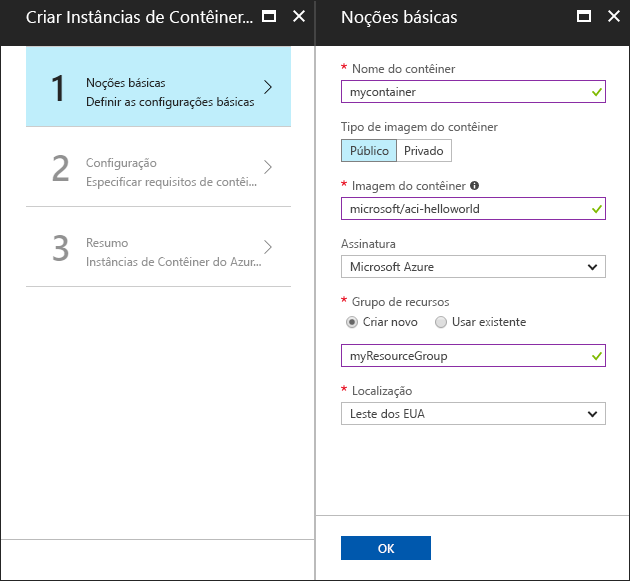 Criar Instâncias de Contêiner...
1
Noções básicas
Definir as configurações básicas
2
Configuração
Especificar requisitos de contêi...
3
Resumo
Instâncias de Contêiner do Azur...
Noções básicas
* Nome do contêiner
mycontainer
Tipo de imagem do contêiner
Público Privado
* Imagem do contêiner
microsoft/aci-helloworld
Assinatura
Microsoft Azure
* Grupo de recursos
Criar novo Usar existente
myResourceGroup
* Localização
Leste dos EUA
OK